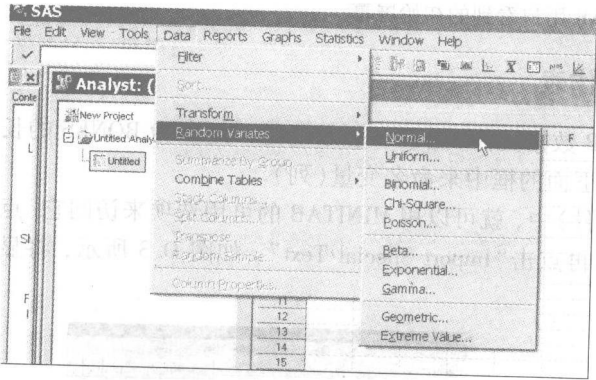 SAS
File Edit View Tools Data Reports Graphs Statistics Window Help
Conte
Analyst: (
New Project
Untitled Analy
Untitled
Filter
Sort...
Transform
Random Variates
Summarize By Group...
Combine Tables
Stack Columns...
Split Columns...
Transpose...
Random Sample...
Column Properties...
Normal...
Uniform...
Binomial...
Chi-Square...
Poisson...
Beta...
Exponential...
Gamma...
Geometric...
Extreme Value...
F
11
12
13
14
15